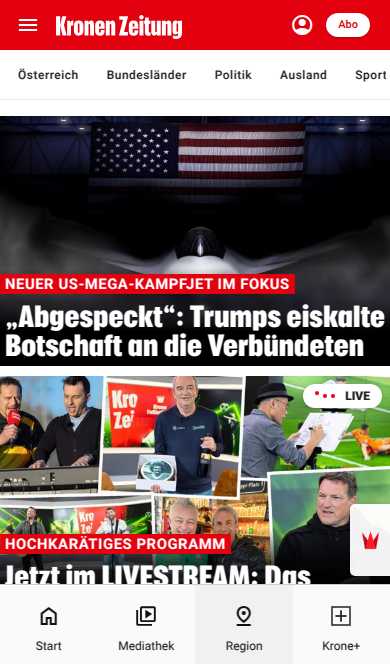 Kronen Zeitung
Abo
Österreich Bundesländer Politik Ausland Sport
NEUER US-MEGA-KAMPFJET IM FOKUS
„Abgespeckt“: Trumps eiskalte
Botschaft an die Verbündeten
LIVE
HOCHKARÄTIGES PROGRAMM
Jetzt im LIVESTREAM: Das
Start Mediathek Region Krone+